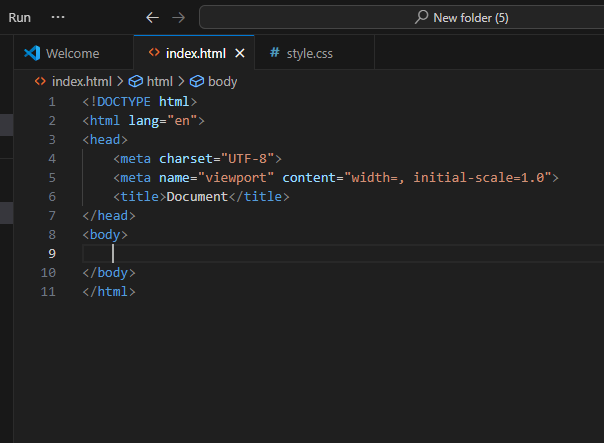 Run ··· ← → New folder (5)
Welcome index.html × # style.css
<> index.html > html > body
1 <!DOCTYPE html>
2 <html lang="en">
3 <head>
4     <meta charset="UTF-8">
5     <meta name="viewport" content="width=, initial-scale=1.0">
6     <title>Document</title>
7 </head>
8 <body>
9
10 </body>
11 </html>